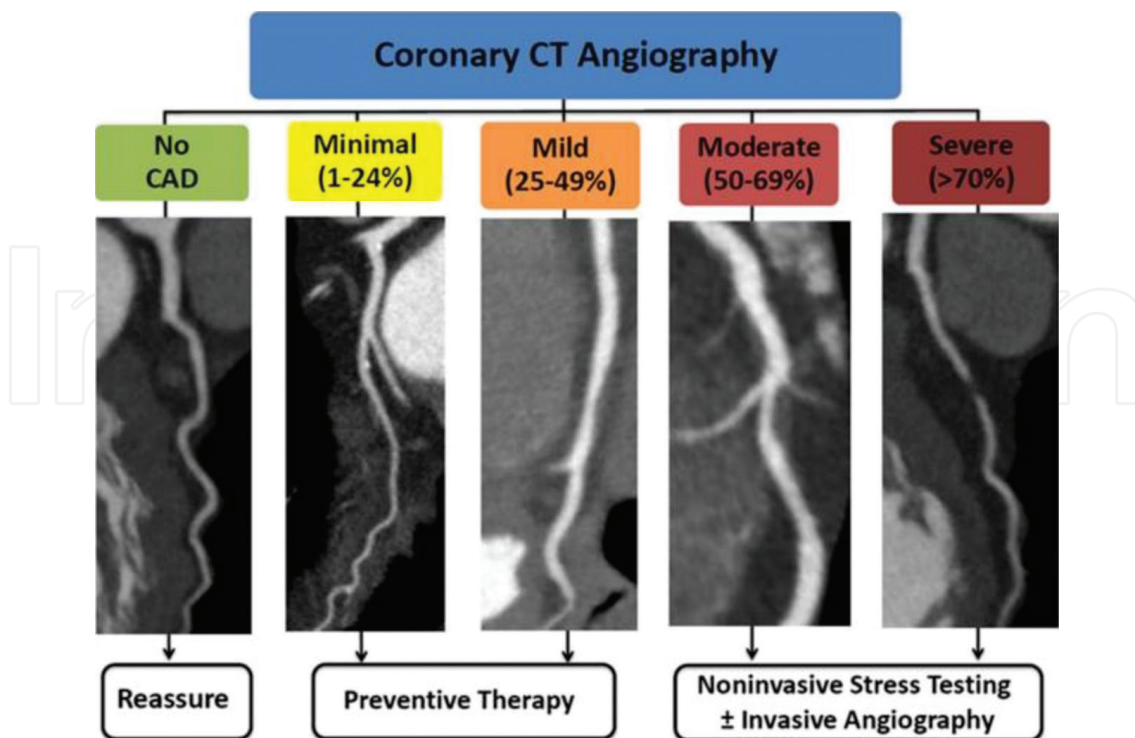 Coronary CT Angiography
No
CAD
Minimal
(1-24%)
Mild
(25-49%)
Moderate
(50-69%)
Severe
(>70%)
Reassure
Preventive Therapy
Noninvasive Stress Testing
± Invasive Angiography